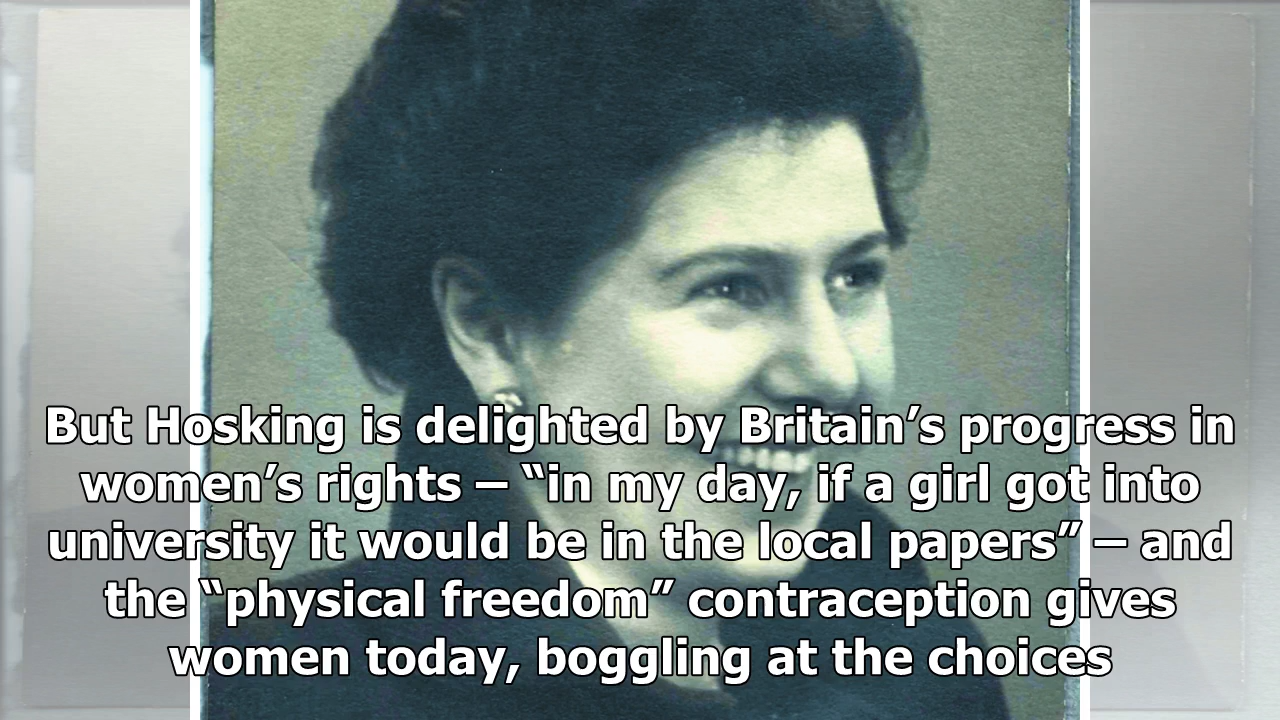 But Hosking is delighted by Britain’s progress in
women’s rights – “in my day, if a girl got into
university it would be in the local papers” – and
the “physical freedom” contraception gives
women today, boggling at the choices